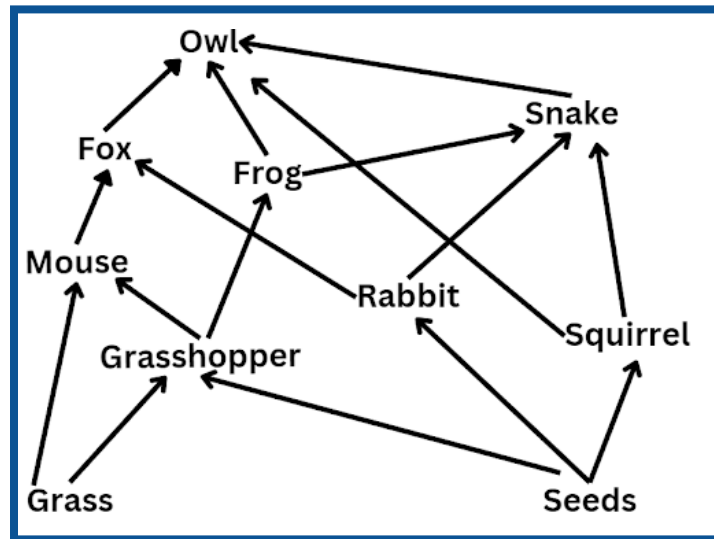 Owl
Snake
Fox
Frog
Mouse
Rabbit
Squirrel
Grasshopper
Grass
Seeds